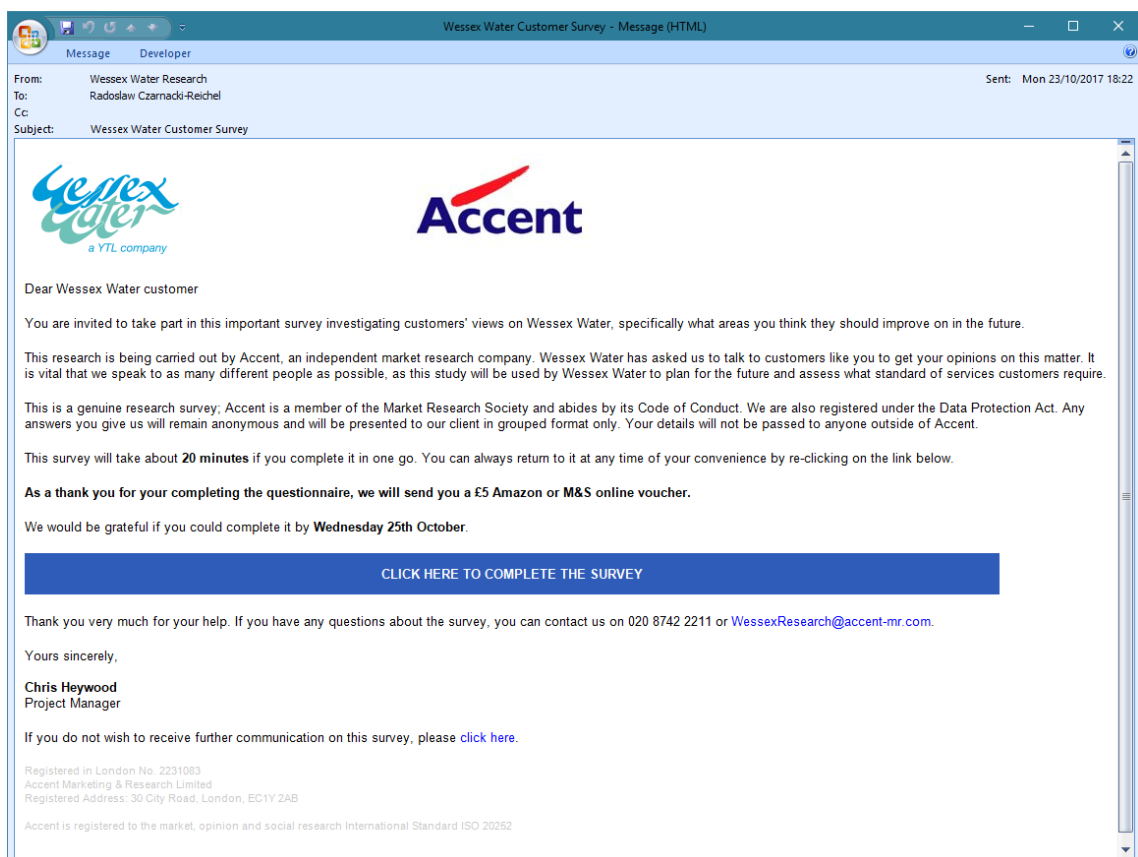 Wessex Water Customer Survey - Message (HTML)
Message Developer
From: Wessex Water Research Sent: Mon 23/10/2017 18:22
To: Radoslaw Czarnacki-Reichel
Cc:
Subject: Wessex Water Customer Survey
Wessex
Water
a YTL company
Accent
Dear Wessex Water customer
You are invited to take part in this important survey investigating customers' views on Wessex Water, specifically what areas you think they should improve on in the future.
This research is being carried out by Accent, an independent market research company. Wessex Water has asked us to talk to customers like you to get your opinions on this matter. It
is vital that we speak to as many different people as possible, as this study will be used by Wessex Water to plan for the future and assess what standard of services customers require.
This is a genuine research survey; Accent is a member of the Market Research Society and abides by its Code of Conduct. We are also registered under the Data Protection Act. Any
answers you give us will remain anonymous and will be presented to our client in grouped format only. Your details will not be passed to anyone outside of Accent.
This survey will take about 20 minutes if you complete it in one go. You can always return to it at any time of your convenience by re-clicking on the link below.
As a thank you for your completing the questionnaire, we will send you a £5 Amazon or M&S online voucher.
We would be grateful if you could complete it by Wednesday 25th October.
CLICK HERE TO COMPLETE THE SURVEY
Thank you very much for your help. If you have any questions about the survey, you can contact us on 020 8742 2211 or WessexResearch@accent-mr.com.
Yours sincerely,
Chris Heywood
Project Manager
If you do not wish to receive further communication on this survey, please click here.
Registered in London No. 2231083
Accent Marketing & Research Limited
Registered Address: 30 City Road, London, EC1Y 2AB
Accent is registered to the market, opinion and social research International Standard ISO 20252